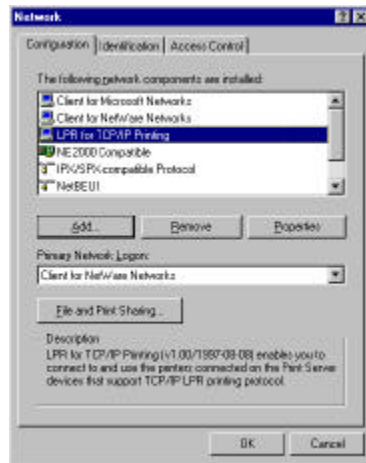 Network
Configuration Identification Access Control
The following network components are installed:
Client for Microsoft Networks
Client for NetWare Networks
LPR for TCP/IP Printing
NE2000 Compatible
IPX/SPX-compatible Protocol
NetBEUI
Add... Remove Properties
Primary Network Logon:
Client for NetWare Networks
File and Print Sharing...
Description
LPR for TCP/IP Printing (v1.00/1997-08-08) enables you to
connect to and use the printers connected on the Print Server
devices that support TCP/IP LPR printing protocol.
OK Cancel